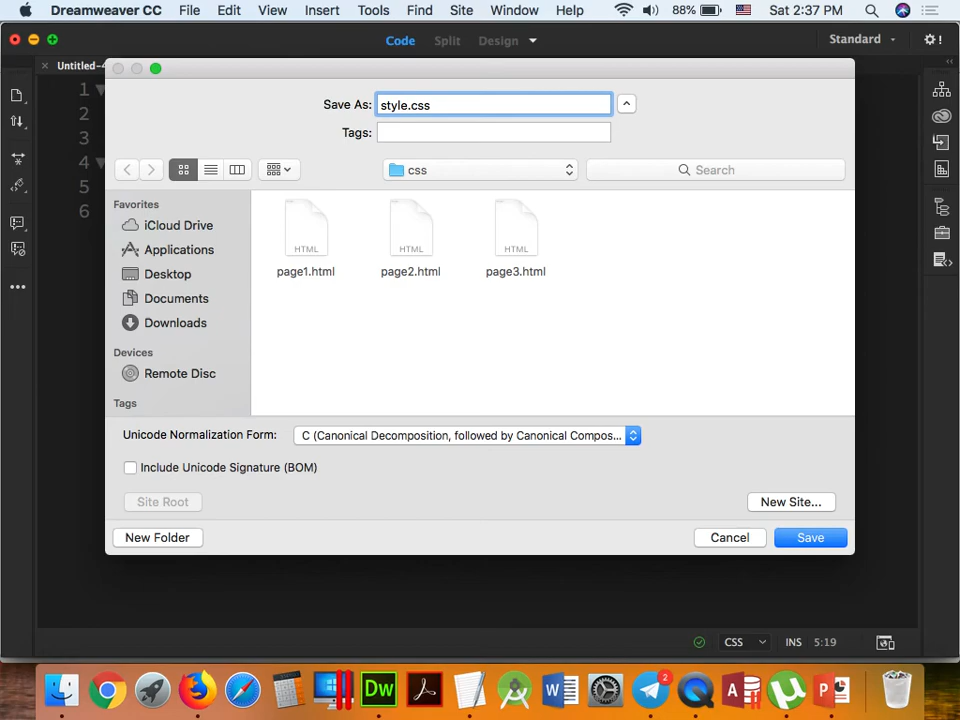 Dreamweaver CC File Edit View Insert Tools Find Site Window Help 88% Sat 2:37 PM
Code Split Design Standard
Untitled-
1
2
3
4
5
6
Save As: style.css
Tags:
css Search
Favorites
iCloud Drive
Applications
Desktop
Documents
Downloads
Devices
Remote Disc
Tags
HTML HTML HTML
page1.html page2.html page3.html
Unicode Normalization Form: C (Canonical Decomposition, followed by Canonical Compos...
Include Unicode Signature (BOM)
Site Root New Site...
New Folder Cancel Save
CSS INS 5:19
Dw W 2 A P